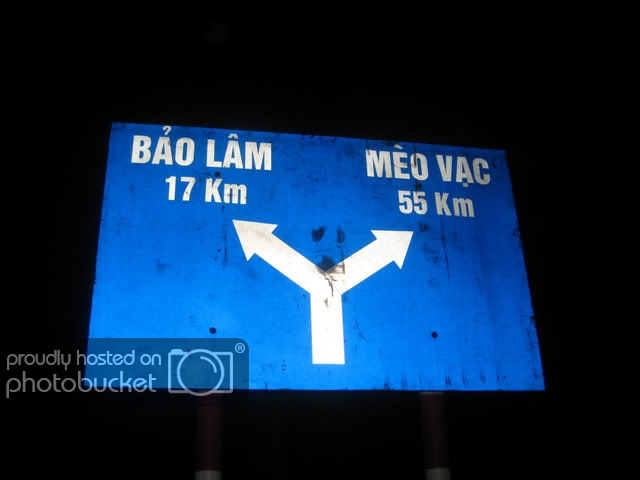 BẢO LÂM
17 Km
MÈO VẠC
55 Km
proudly hosted on
photobucket®